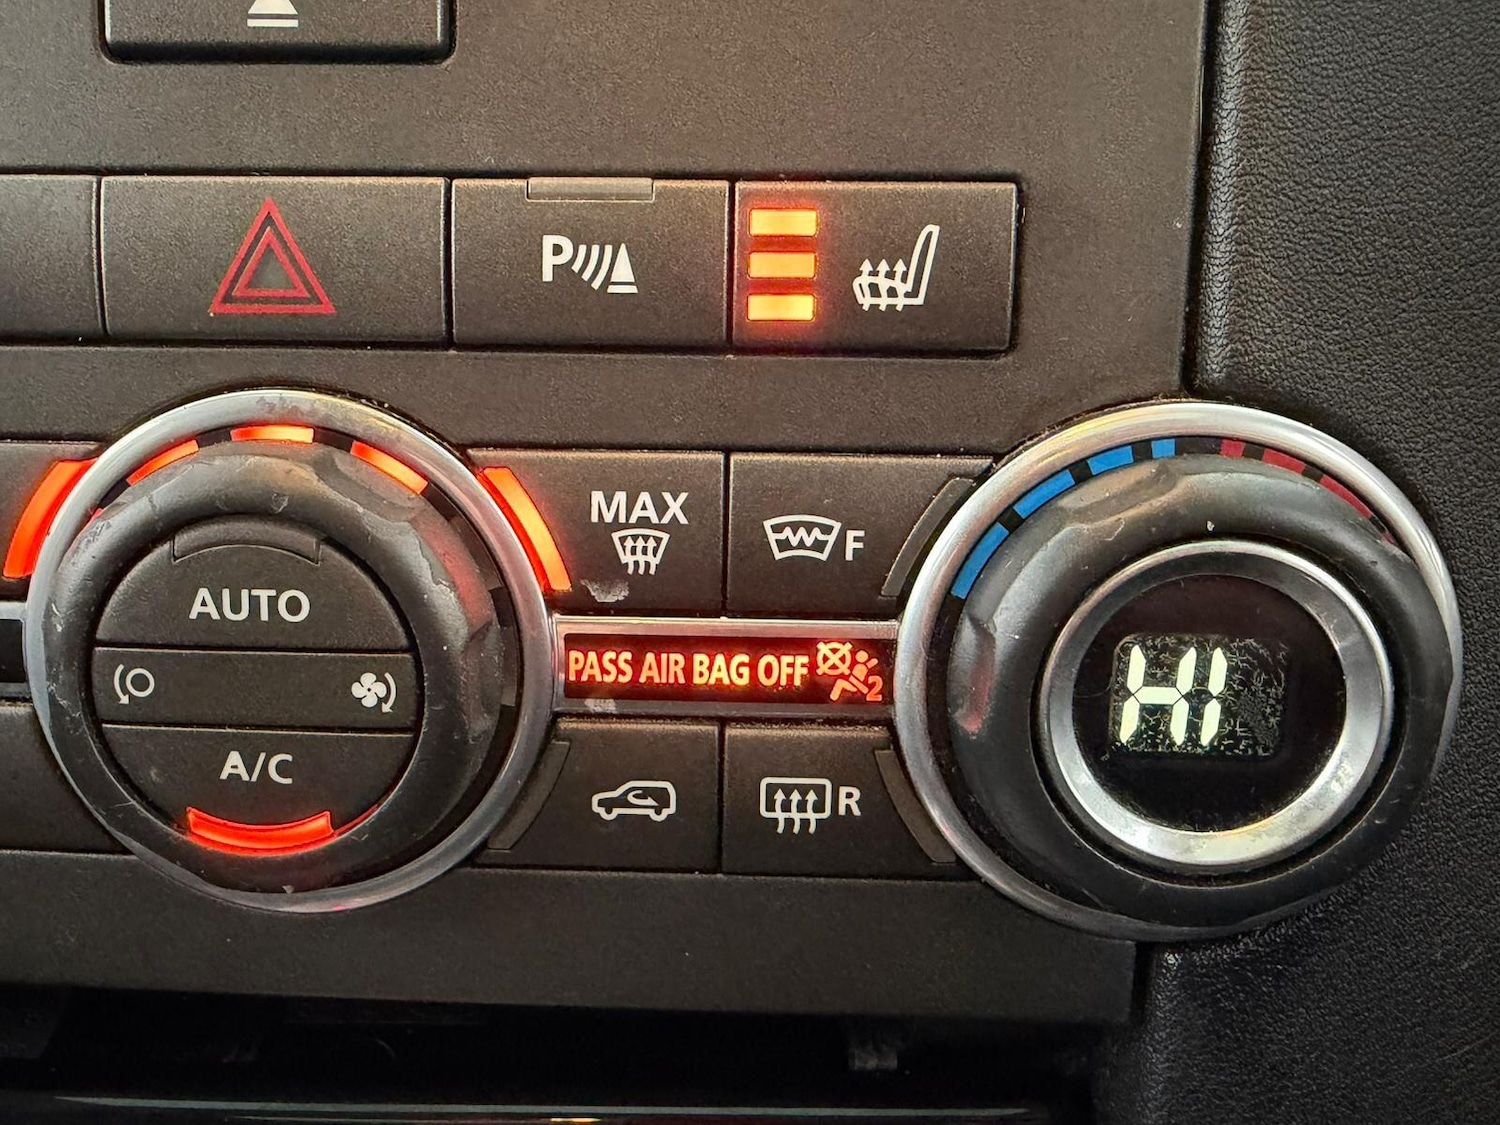 P
MAX
F
AUTO
PASS AIR BAG OFF 2
HI
A/C
R